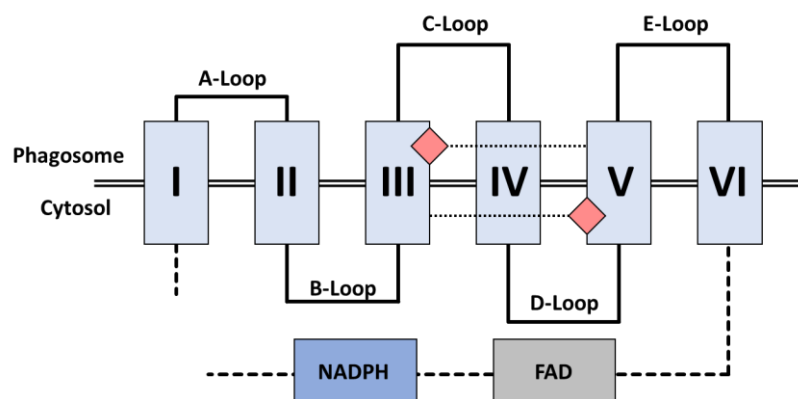 C-Loop
E-Loop
A-Loop
Phagosome
I
II
III
IV
V
VI
Cytosol
B-Loop
D-Loop
NADPH
FAD